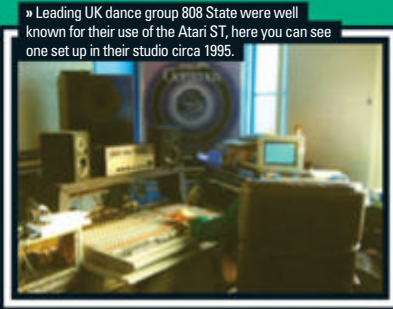 » Leading UK dance group 808 State were well
known for their use of the Atari ST, here you can see
one set up in their studio circa 1995.